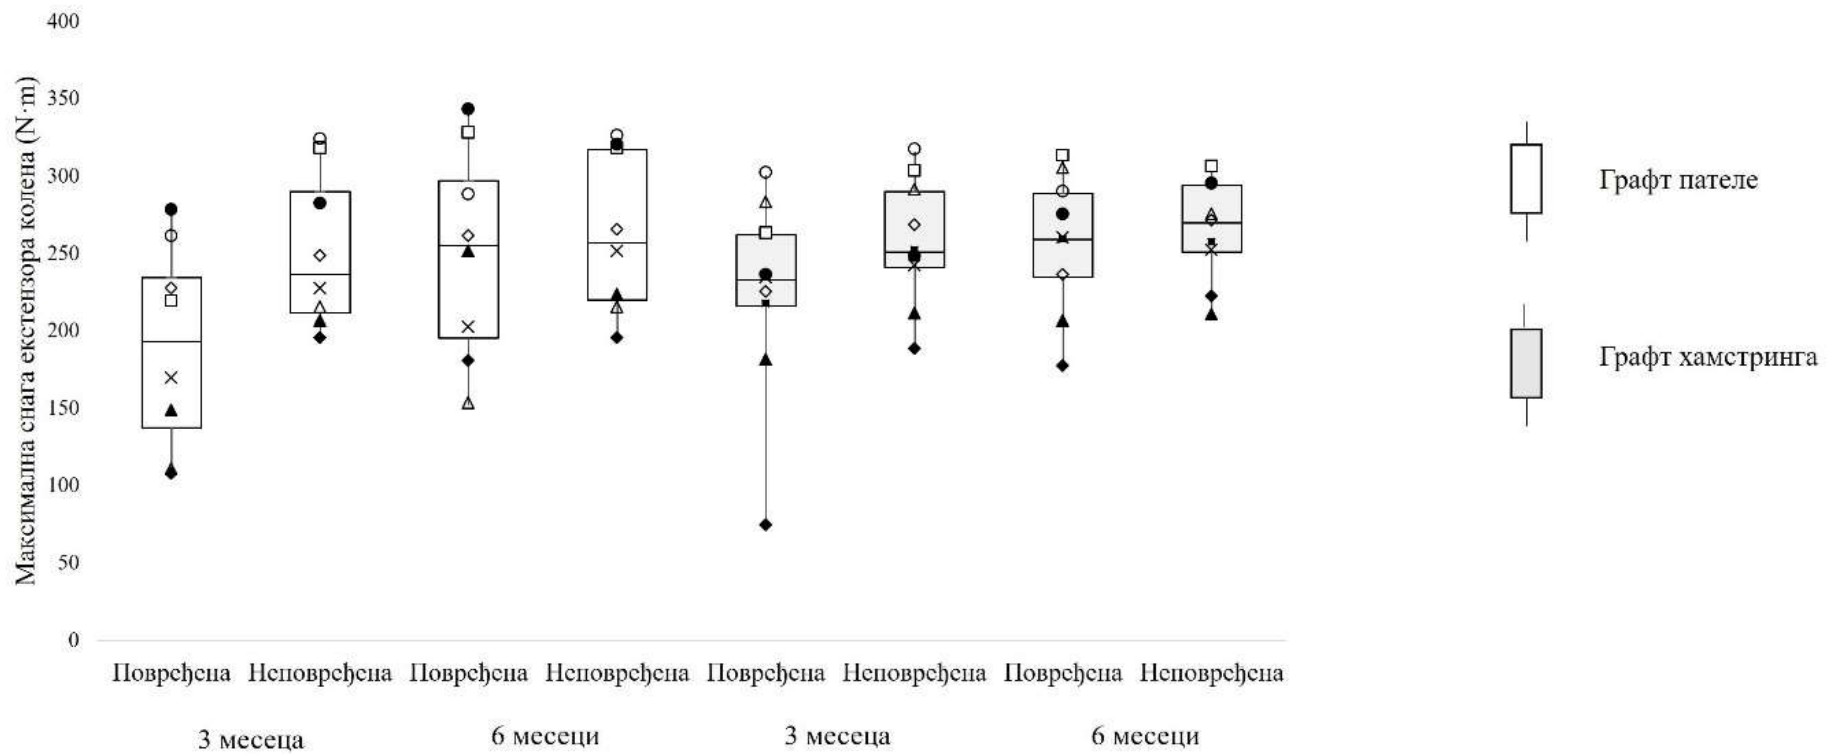 Максимална снага екстензора колена (N·m)
400
350
300
250
200
150
100
50
0
Повређена Неповређена Повређена Неповређена Повређена Неповређена Повређена Неповређена
3 месеца 6 месеци 3 месеца 6 месеци
Графт пателе
Графт хамстринга